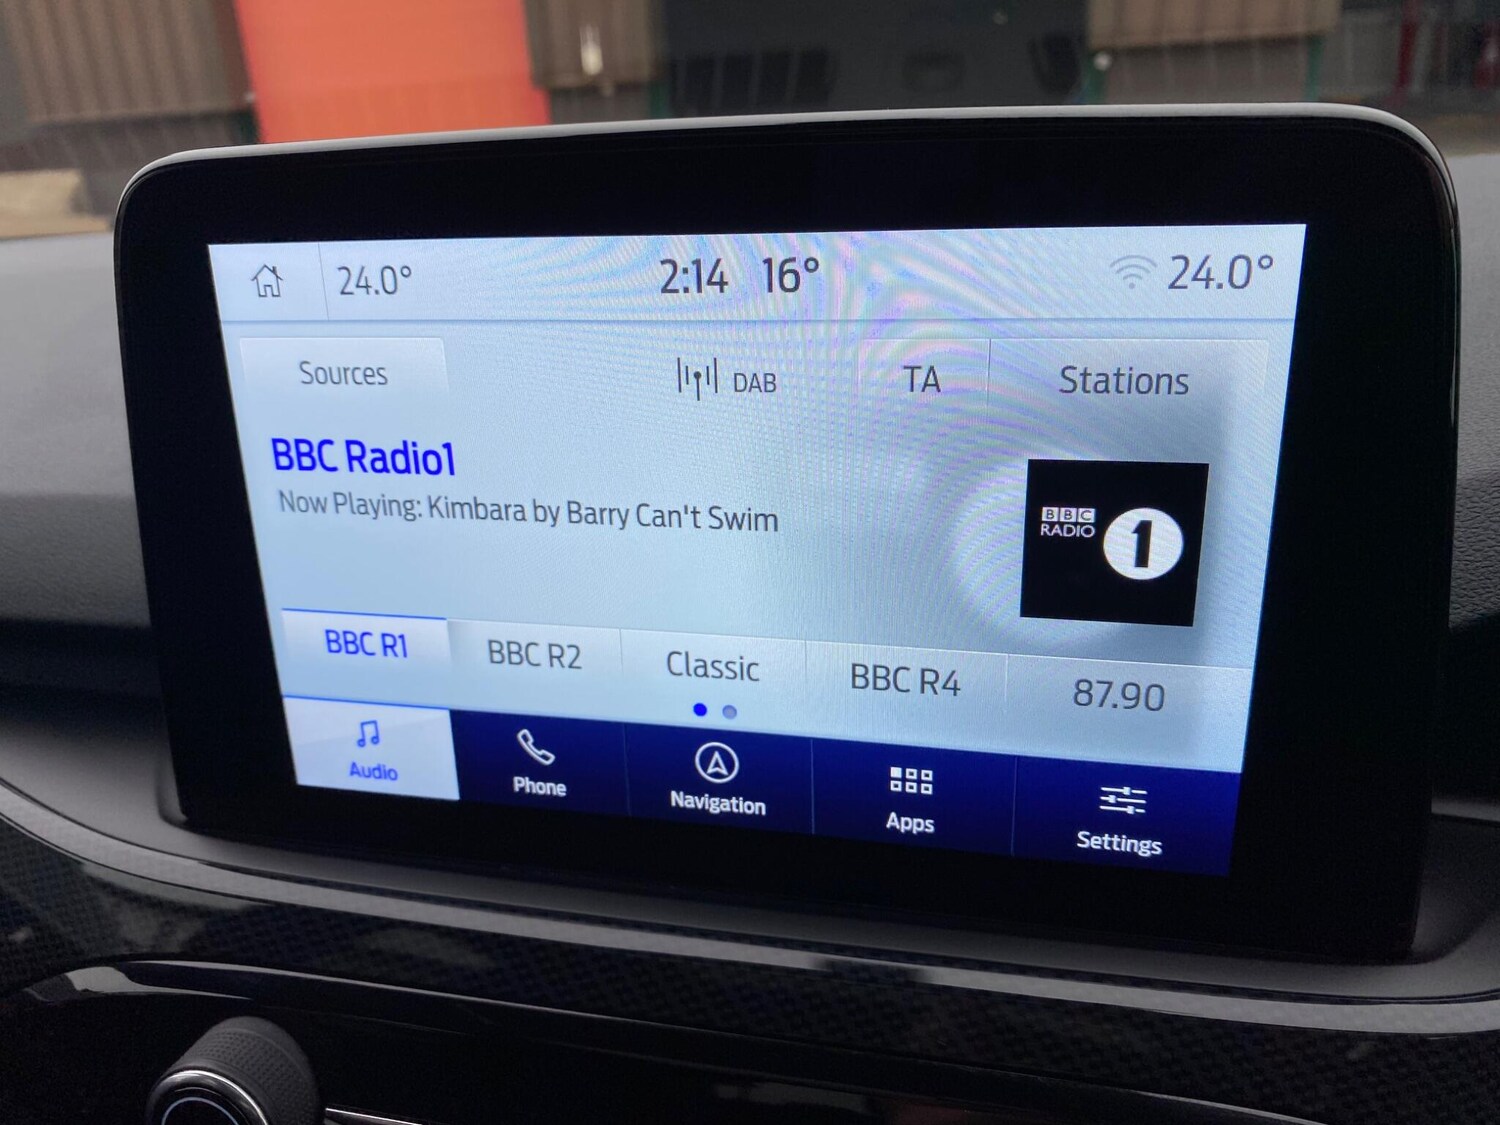 24.0° 2:14 16° 24.0°
Sources DAB TA Stations
BBC Radio1
Now Playing: Kimbara by Barry Can't Swim
BBC
RADIO 1
BBC R1 BBC R2 Classic BBC R4 87.90
Audio Phone Navigation Apps Settings